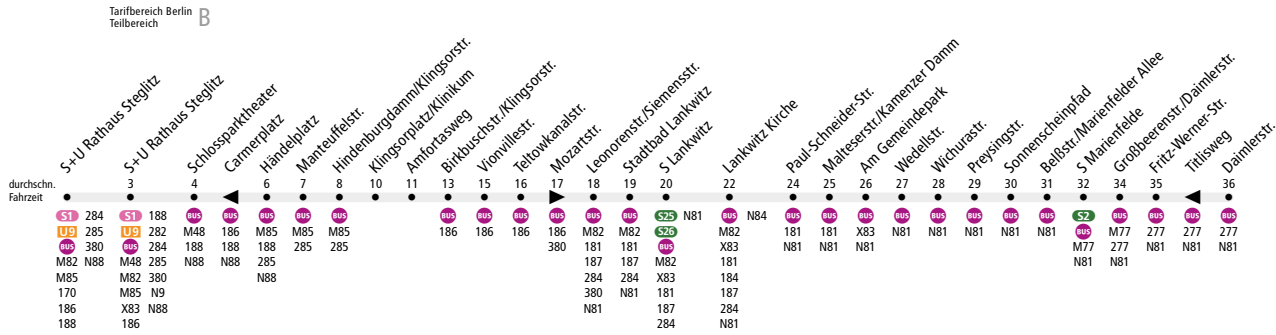 Tarifbereich Berlin
Teilbereich
B
S+U Rathaus Steglitz
S+U Rathaus Steglitz
Schlossparktheater
Carmerplatz
Händelplatz
Manteuffelstr.
Hindenburgdamm/Klingsorstr.
Klingsorplatz/Klinikum
Amfortasweg
Birkbuschstr./Klingsorstr.
Vionvillestr.
Teltowkanalstr.
Mozartstr.
Leonorenstr./Siemensstr.
Stadtbad Lankwitz
S Lankwitz
Lankwitz Kirche
Paul-Schneider-Str.
Malteserstr./Kamenzer Damm
Am Gemeindepark
Wedellstr.
Wichurastr.
Preysingstr.
Sonnenscheinpfad
Belßstr./Marienfelder Allee
S Marienfelde
Großbeerenstr./Daimlerstr.
Fritz-Werner-Str.
Titlisweg
Daimlerstr.
durchschn. 3 4 6 7 8 10 11 13 15 16 17 18 19 20 22 24 25 26 27 28 29 30 31 32 34 35 36
Fahrzeit
S1 284
U9 285
BUS 380
M82 N88
M85
170
186
188
S1 188
U9 282
BUS 284
M48 285
M82 380
M85 N9
X83 N88
186
BUS
M48
188
N88
BUS
186
188
N88
BUS
M85
188
285
N88
BUS
M85
285
BUS
M85
285
BUS
186
BUS
186
BUS
186
BUS
186
380
BUS
M82
181
187
284
380
N81
BUS
M82
181
187
284
N81
S25 N81
S26
BUS
M82
X83
181
187
284
BUS N84
M82
X83
181
184
187
284
N81
BUS
181
N81
BUS
181
N81
BUS
X83
N81
BUS
N81
BUS
N81
BUS
N81
BUS
N81
BUS
N81
S2
BUS
M77
N81
BUS
M77
277
N81
BUS
277
N81
BUS
277
N81
BUS
277
N81